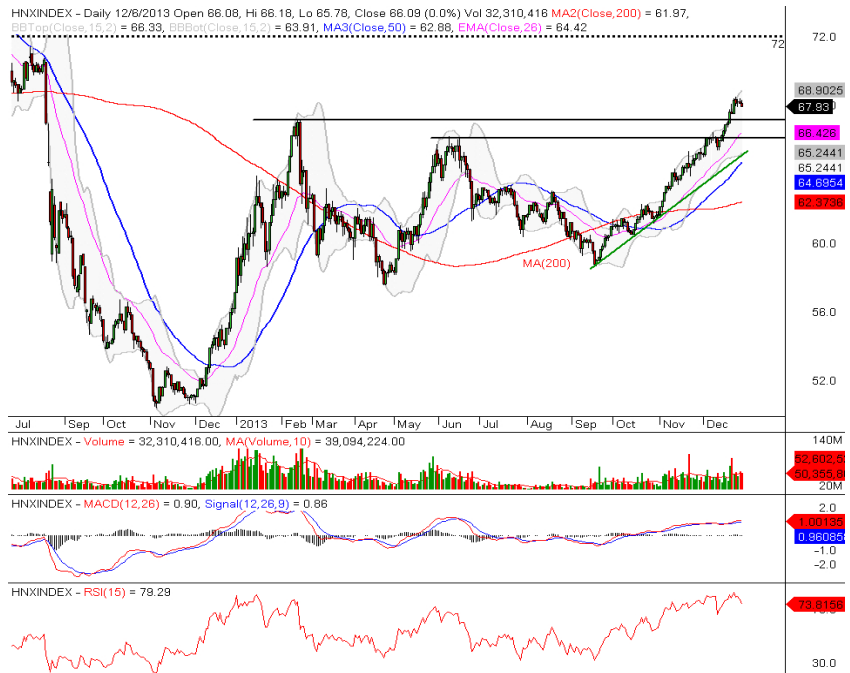 HNXINDEX - Daily 12/6/2013 Open 66.08, Hi 66.18, Lo 65.78, Close 66.09 (0.0%) Vol 32,310,416 MA2(Close,200) = 61.97,
BBTop(Close,15,2) = 66.33, BBBot(Close,15,2) = 63.91, MA3(Close,50) = 62.88, EMA(Close,26) = 64.42
72.0
72
68.9025
67.93
66.426
65.2441
65.2441
64.6954
62.3736
60.0
MA(200)
56.0
52.0
Jul Sep Oct Nov Dec 2013 Feb Mar Apr May Jun Jul Aug Sep Oct Nov Dec
HNXINDEX - Volume = 32,310,416.00, MA(Volume,10) = 39,094,224.00
140M
20M
HNXINDEX - MACD(12,26) = 0.90, Signal(12,26,9) = 0.86
2.0
1.00135
0.96085
-1.0
-2.0
HNXINDEX - RSI(15) = 79.29
73.8156
30.0